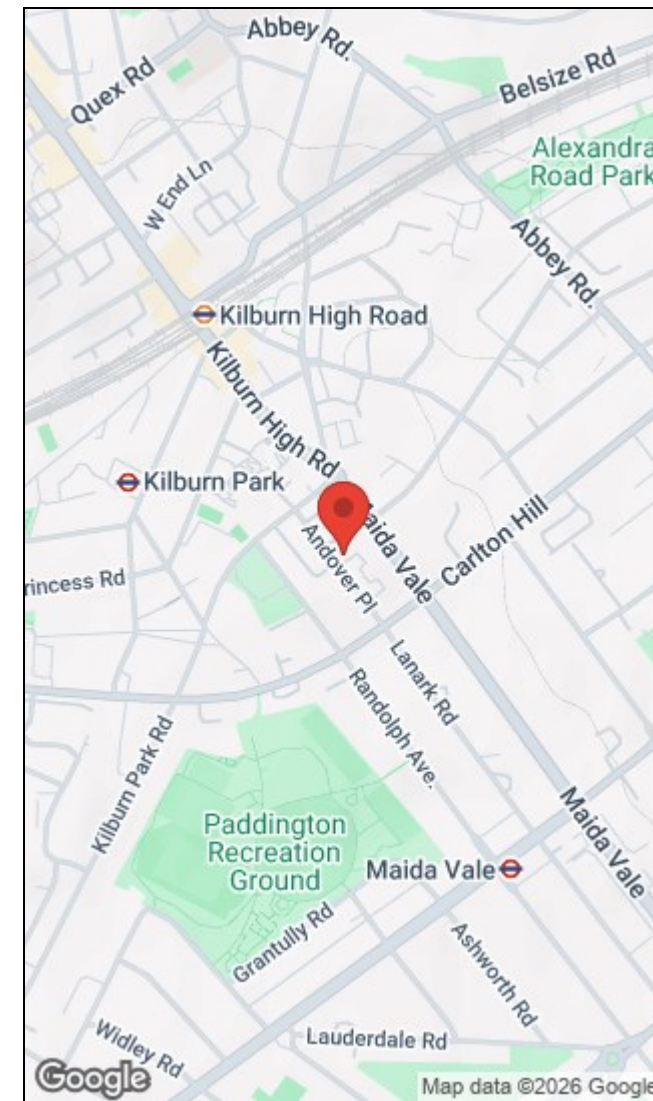 Abbey Rd.
Quex Rd
Belsize Rd
W End Ln
Alexandra
Road Park
Abbey Rd.
Kilburn High Road
Kilburn High Rd
Kilburn Park
Maida Vale
Carlton Hill
Andover Pl
rincess Rd
Lanark Rd
Randolph Ave.
Kilburn Park Rd
Paddington
Recreation
Ground
Maida Vale
Maida Vale
Grantully Rd
Ashworth Rd
Widley Rd
Lauderdale Rd
Google
Map data ©2026 Google